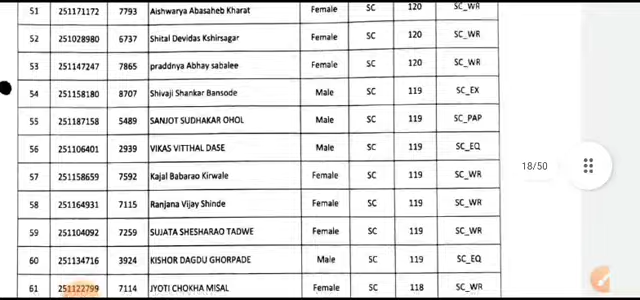 51 251171172 7793 Aishwarya Abasaheb Kharat Female SC 120 SC_WR
52 251028980 6737 Shital Devidas Kshirsagar Female SC 120 SC_WR
53 251147247 7865 praddnya Abhay sabalee Female SC 120 SC_WR
54 251158180 8707 Shivaji Shankar Bansode Male SC 119 SC_EX
55 251187158 5489 SANJOT SUDHAKAR OHOL Male SC 119 SC_PAP
56 251106401 2939 VIKAS VITTHAL DASE Male SC 119 SC_EQ
57 251158659 7592 Kajal Babarao Kirwale Female SC 119 SC_WR
18/50
58 251164931 7115 Ranjana Vijay Shinde Female SC 119 SC_WR
59 251104092 7259 SUJATA SHESHARAO TADWE Female SC 119 SC_WR
60 251134716 3924 KISHOR DAGDU GHORPADE Male SC 119 SC_EQ
61 251122799 7114 JYOTI CHOKHA MISAL Female SC 118 SC_WR